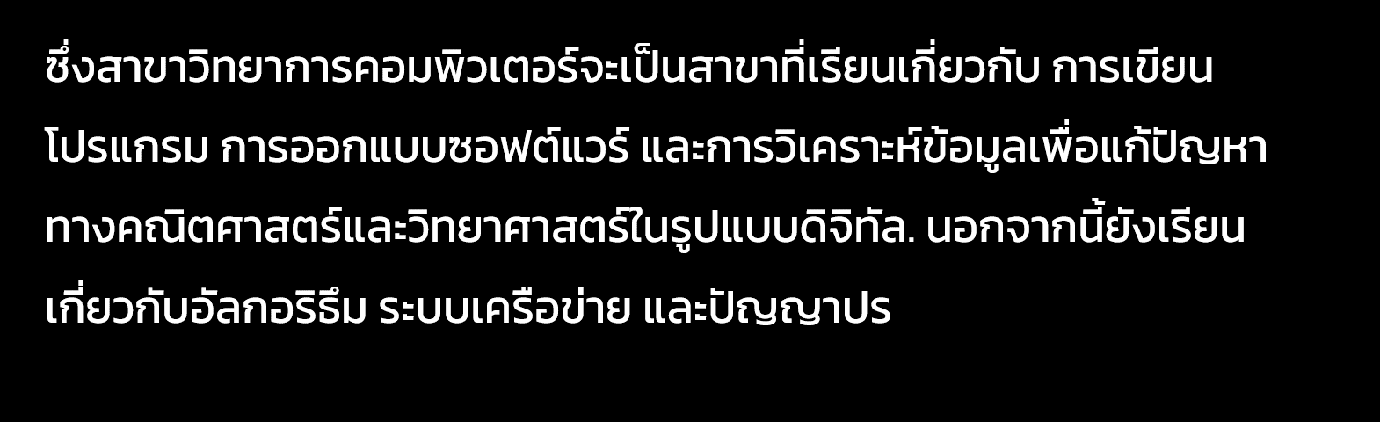 ซึ่งสาขาวิทยาการคอมพิวเตอร์จะเป็นสาขาที่เรียนเกี่ยวกับ การเขียน
โปรแกรม การออกแบบซอฟต์แวร์ และการวิเคราะห์ข้อมูลเพื่อแก้ปัญหา
ทางคณิตศาสตร์และวิทยาศาสตร์ในรูปแบบดิจิทัล. นอกจากนี้ยังเรียน
เกี่ยวกับอัลกอริธึม ระบบเครือข่าย และปัญญาปร